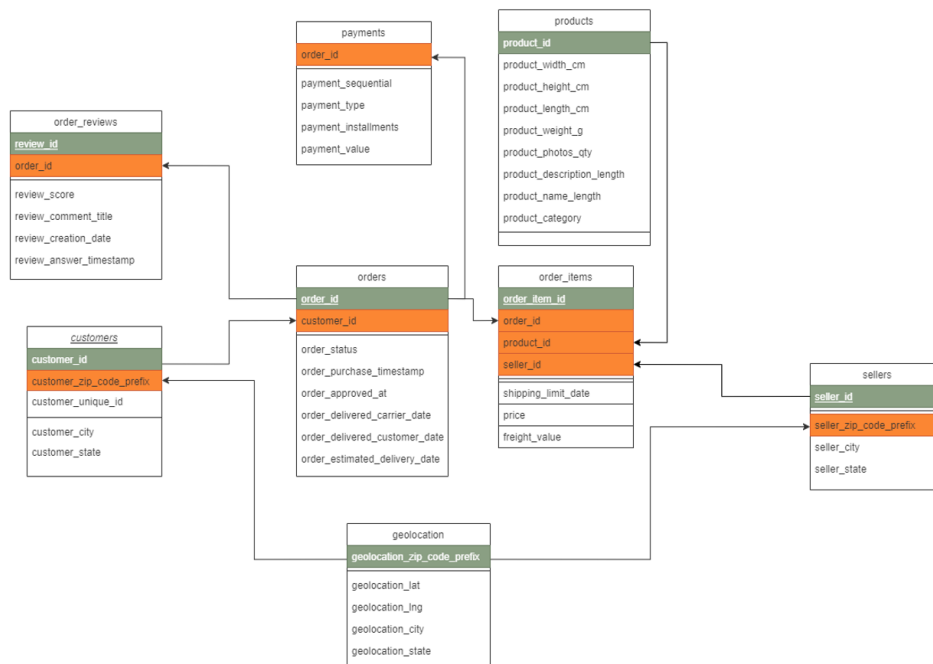 payments
order_id
payment_sequential
payment_type
payment_installments
payment_value
products
product_id
product_width_cm
product_height_cm
product_length_cm
product_weight_g
product_photos_qty
product_description_length
product_name_length
product_category
order_reviews
review_id
order_id
review_score
review_comment_title
review_creation_date
review_answer_timestamp
orders
order_id
customer_id
order_status
order_purchase_timestamp
order_approved_at
order_delivered_carrier_date
order_delivered_customer_date
order_estimated_delivery_date
order_items
order_item_id
order_id
product_id
seller_id
shipping_limit_date
price
freight_value
customers
customer_id
customer_zip_code_prefix
customer_unique_id
customer_city
customer_state
sellers
seller_id
seller_zip_code_prefix
seller_city
seller_state
geolocation
geolocation_zip_code_prefix
geolocation_lat
geolocation_lng
geolocation_city
geolocation_state